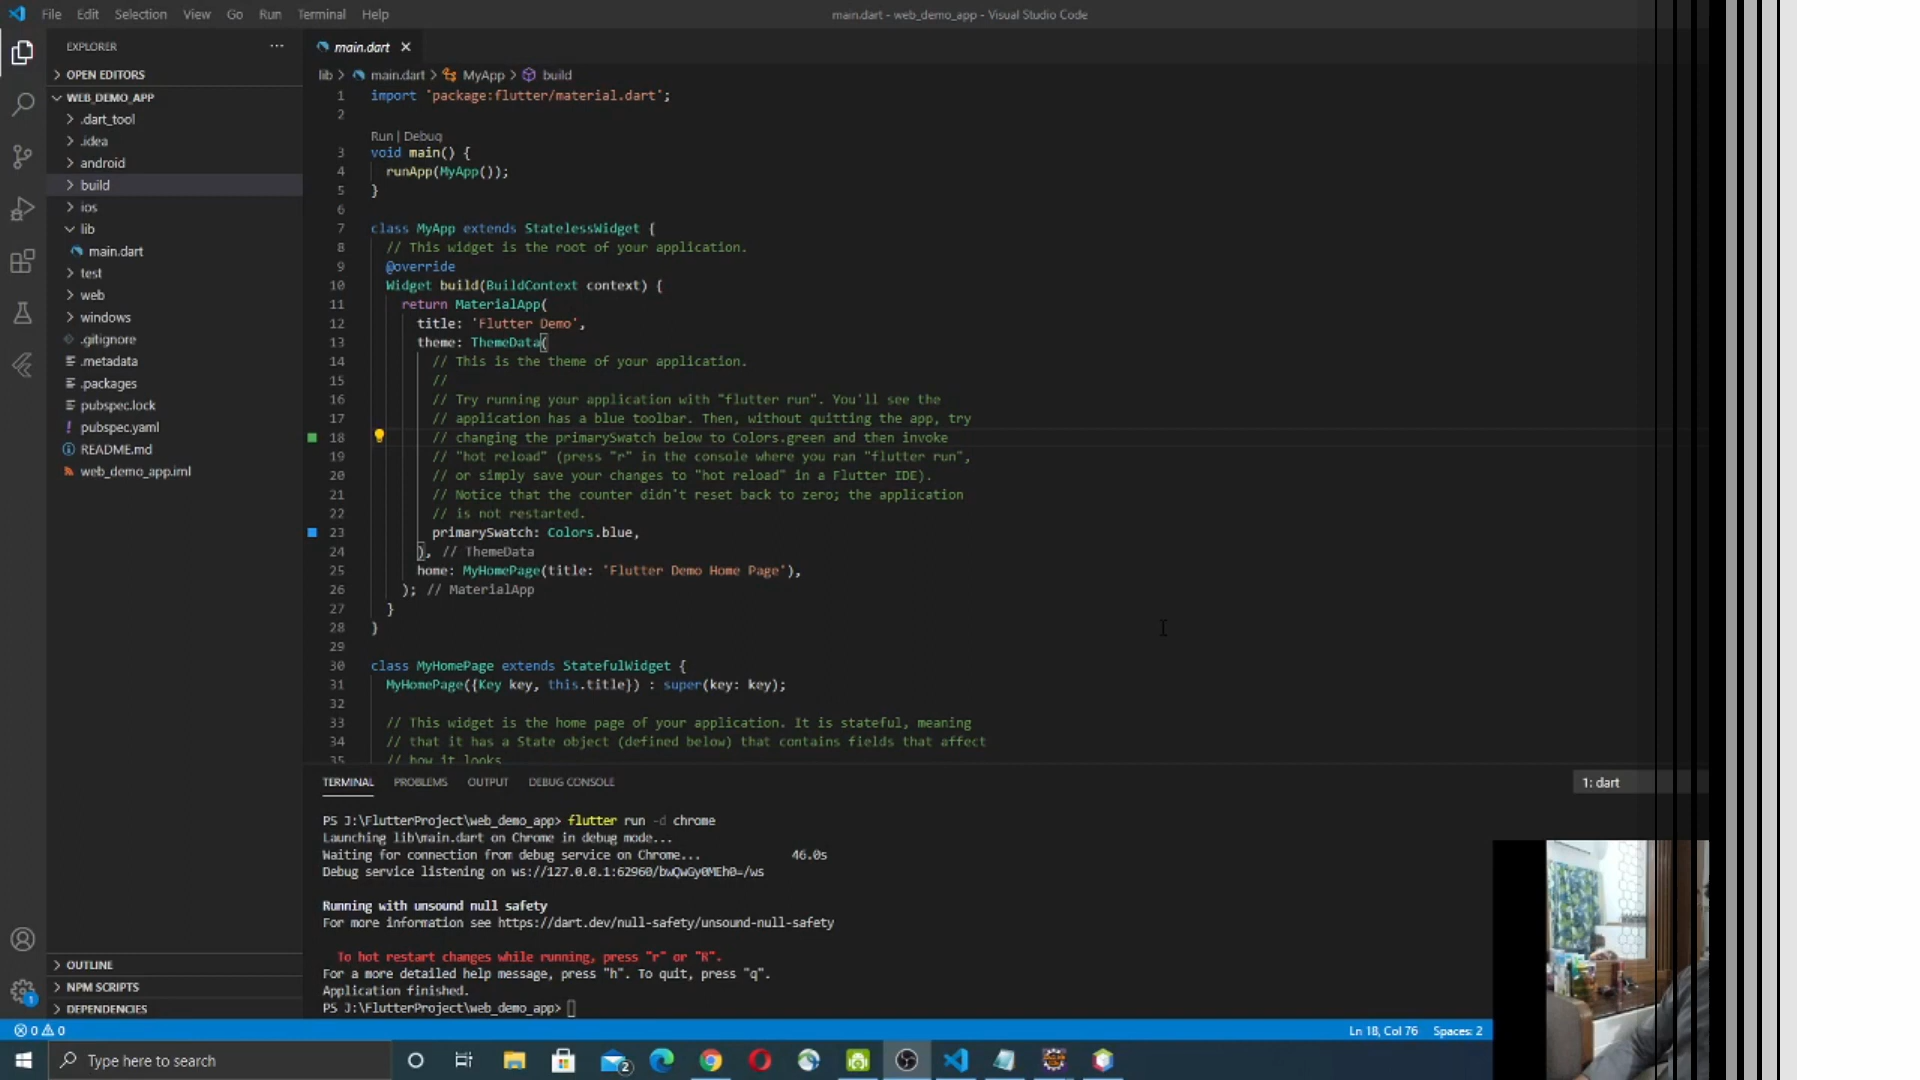 File Edit Selection View Go Run Terminal Help
main.dart - web_demo_app - Visual Studio Code
EXPLORER
OPEN EDITORS
WEB_DEMO_APP
.dart_tool
.idea
android
build
ios
lib
main.dart
test
web
windows
.gitignore
.metadata
.packages
pubspec.lock
pubspec.yaml
README.md
web_demo_app.iml
OUTLINE
NPM SCRIPTS
DEPENDENCIES
main.dart
lib > main.dart > MyApp > build
1 import 'package:flutter/material.dart';
2
Run | Debug
3 void main() {
4 runApp(MyApp());
5 }
6
7 class MyApp extends StatelessWidget {
8 // This widget is the root of your application.
9 @override
10 Widget build(BuildContext context) {
11 return MaterialApp(
12 title: 'Flutter Demo',
13 theme: ThemeData(
14 // This is the theme of your application.
15 //
16 // Try running your application with "flutter run". You'll see the
17 // application has a blue toolbar. Then, without quitting the app, try
18 // changing the primarySwatch below to Colors.green and then invoke
19 // "hot reload" (press "r" in the console where you ran "flutter run",
20 // or simply save your changes to "hot reload" in a Flutter IDE).
21 // Notice that the counter didn't reset back to zero; the application
22 // is not restarted.
23 primarySwatch: Colors.blue,
24 ), // ThemeData
25 home: MyHomePage(title: 'Flutter Demo Home Page'),
26 ); // MaterialApp
27 }
28 }
29
30 class MyHomePage extends StatefulWidget {
31 MyHomePage({Key key, this.title}) : super(key: key);
32
33 // This widget is the home page of your application. It is stateful, meaning
34 // that it has a State object (defined below) that contains fields that affect
35 // how it looks.
TERMINAL PROBLEMS OUTPUT DEBUG CONSOLE
1: dart
PS J:\FlutterProject\web_demo_app> flutter run -d chrome
Launching lib\main.dart on Chrome in debug mode...
Waiting for connection from debug service on Chrome... 46.0s
Debug service listening on ws://127.0.0.1:62960/bwQwGy0MEh0=/ws
Running with unsound null safety
For more information see https://dart.dev/null-safety/unsound-null-safety
To hot restart changes while running, press "r" or "R".
For a more detailed help message, press "h". To quit, press "q".
Application finished.
PS J:\FlutterProject\web_demo_app>
1
0 0
Ln 18, Col 76 Spaces: 2
Type here to search
2